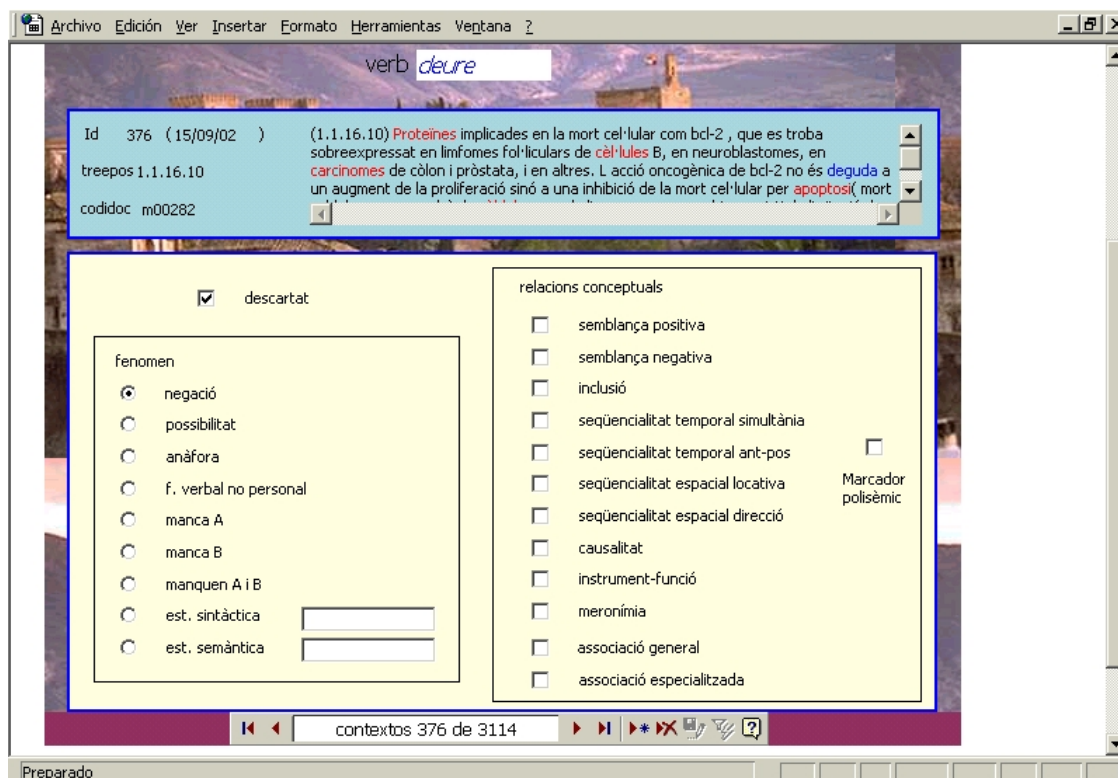 Archivo Edición Ver Insertar Formato Herramientas Ventana ?
verb deure
Id 376 (15/09/02 )
treepos 1.1.16.10
codidoc m00282
(1.1.16.10) Proteïnes implicades en la mort cel·lular com bcl-2 , que es troba
sobreexpressat en limfomes fol·liculars de cèl·lules B, en neuroblastomes, en
carcinomes de còlon i pròstata, i en altres. L acció oncogènica de bcl-2 no és deguda a
un augment de la proliferació sinó a una inhibició de la mort cel·lular per apoptosi( mort
descartat
fenomen
negació
possibilitat
anàfora
f. verbal no personal
manca A
manca B
manquen A i B
est. sintàctica
est. semàntica
relacions conceptuals
semblança positiva
semblança negativa
inclusió
seqüencialitat temporal simultània
seqüencialitat temporal ant-pos
seqüencialitat espacial locativa
seqüencialitat espacial direcció
causalitat
instrument-funció
meronímia
associació general
associació especialitzada
Marcador
polisèmic
contextos 376 de 3114
Preparado